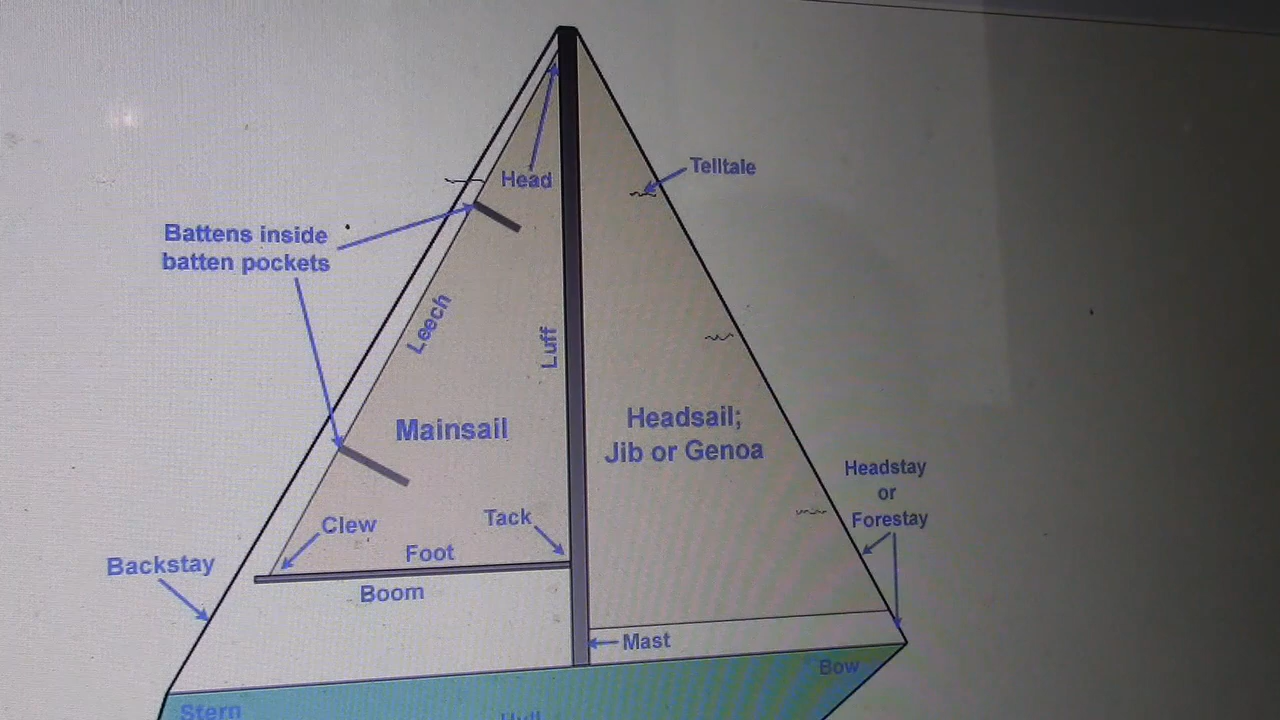 Telltale
Head
Battens inside
batten pockets
Leech
Luff
Mainsail
Headsail;
Jib or Genoa
Headstay
or
Forestay
Clew
Tack
Foot
Backstay
Boom
Mast
Bow
Stern
Hull